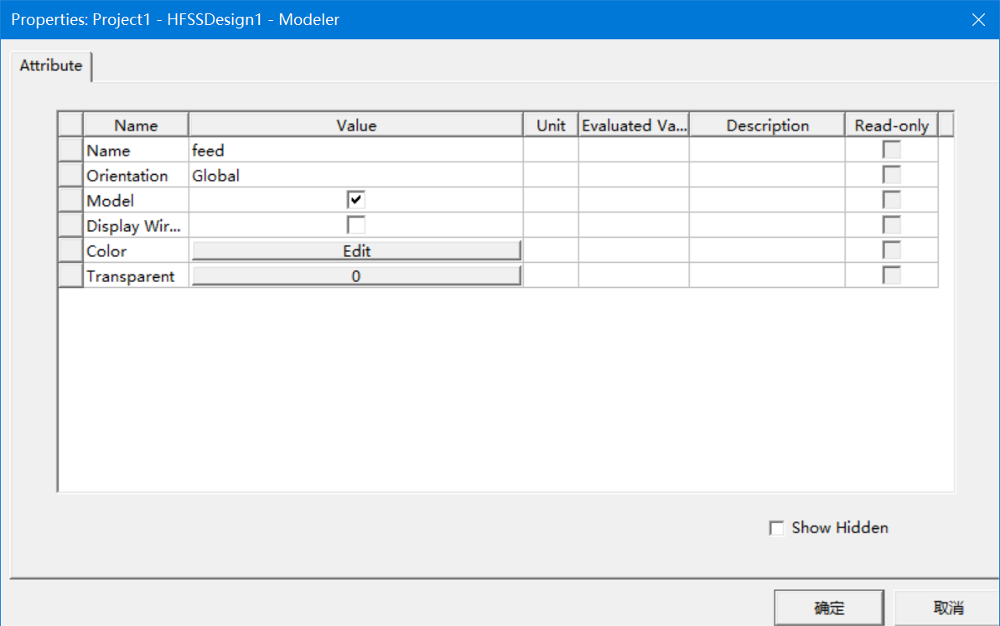 Properties: Project1 - HFSSDesign1 - Modeler
Attribute
Name Value Unit Evaluated Va... Description Read-only
Name feed
Orientation Global
Model
Display Wir...
Color Edit
Transparent 0
Show Hidden
确定 取消